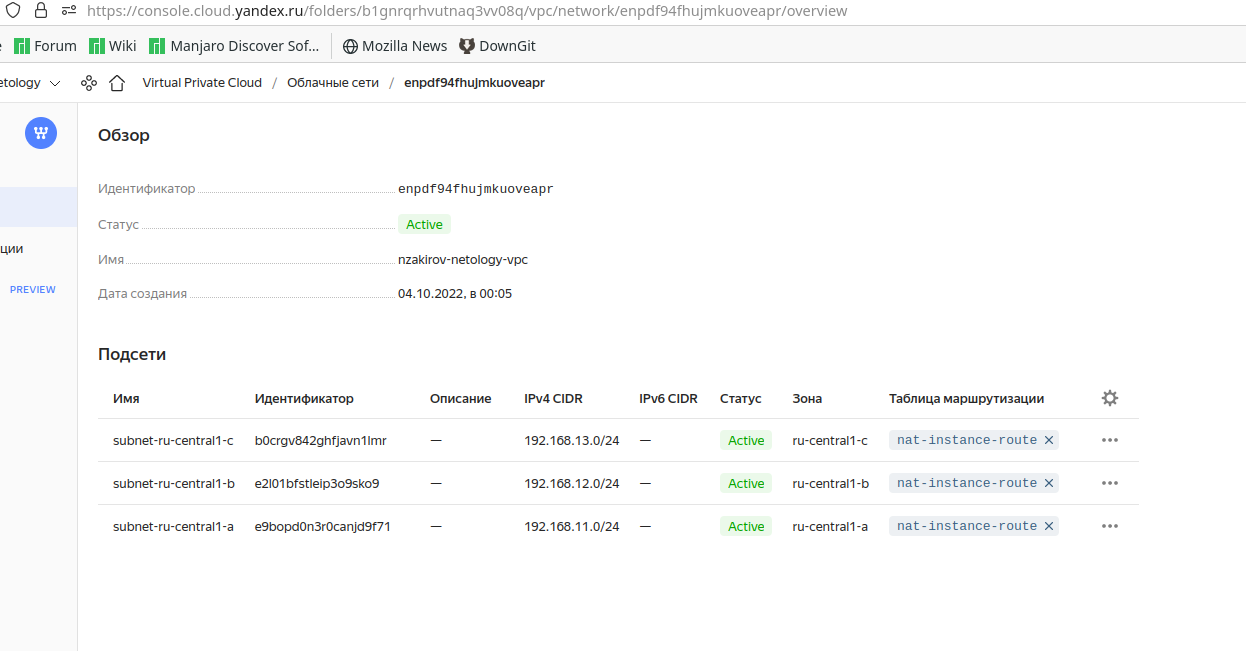 https://console.cloud.yandex.ru/folders/b1gnrqrhvutnaq3vv08q/vpc/network/enpdf94fhujmkuoveapr/overview
Forum Wiki Manjaro Discover Sof... Mozilla News DownGit
etology Virtual Private Cloud / Облачные сети / enpdf94fhujmkuoveapr
Обзор
Идентификатор enpdf94fhujmkuoveapr
Статус Active
ции
Имя nzakirov-netology-vpc
PREVIEW
Дата создания 04.10.2022, в 00:05
Подсети
Имя Идентификатор Описание IPv4 CIDR IPv6 CIDR Статус Зона Таблица маршрутизации
subnet-ru-central1-c b0crgv842ghfjavn1lmr — 192.168.13.0/24 — Active ru-central1-c nat-instance-route
subnet-ru-central1-b e2l01bfstleip3o9sko9 — 192.168.12.0/24 — Active ru-central1-b nat-instance-route
subnet-ru-central1-a e9bopd0n3r0canjd9f71 — 192.168.11.0/24 — Active ru-central1-a nat-instance-route